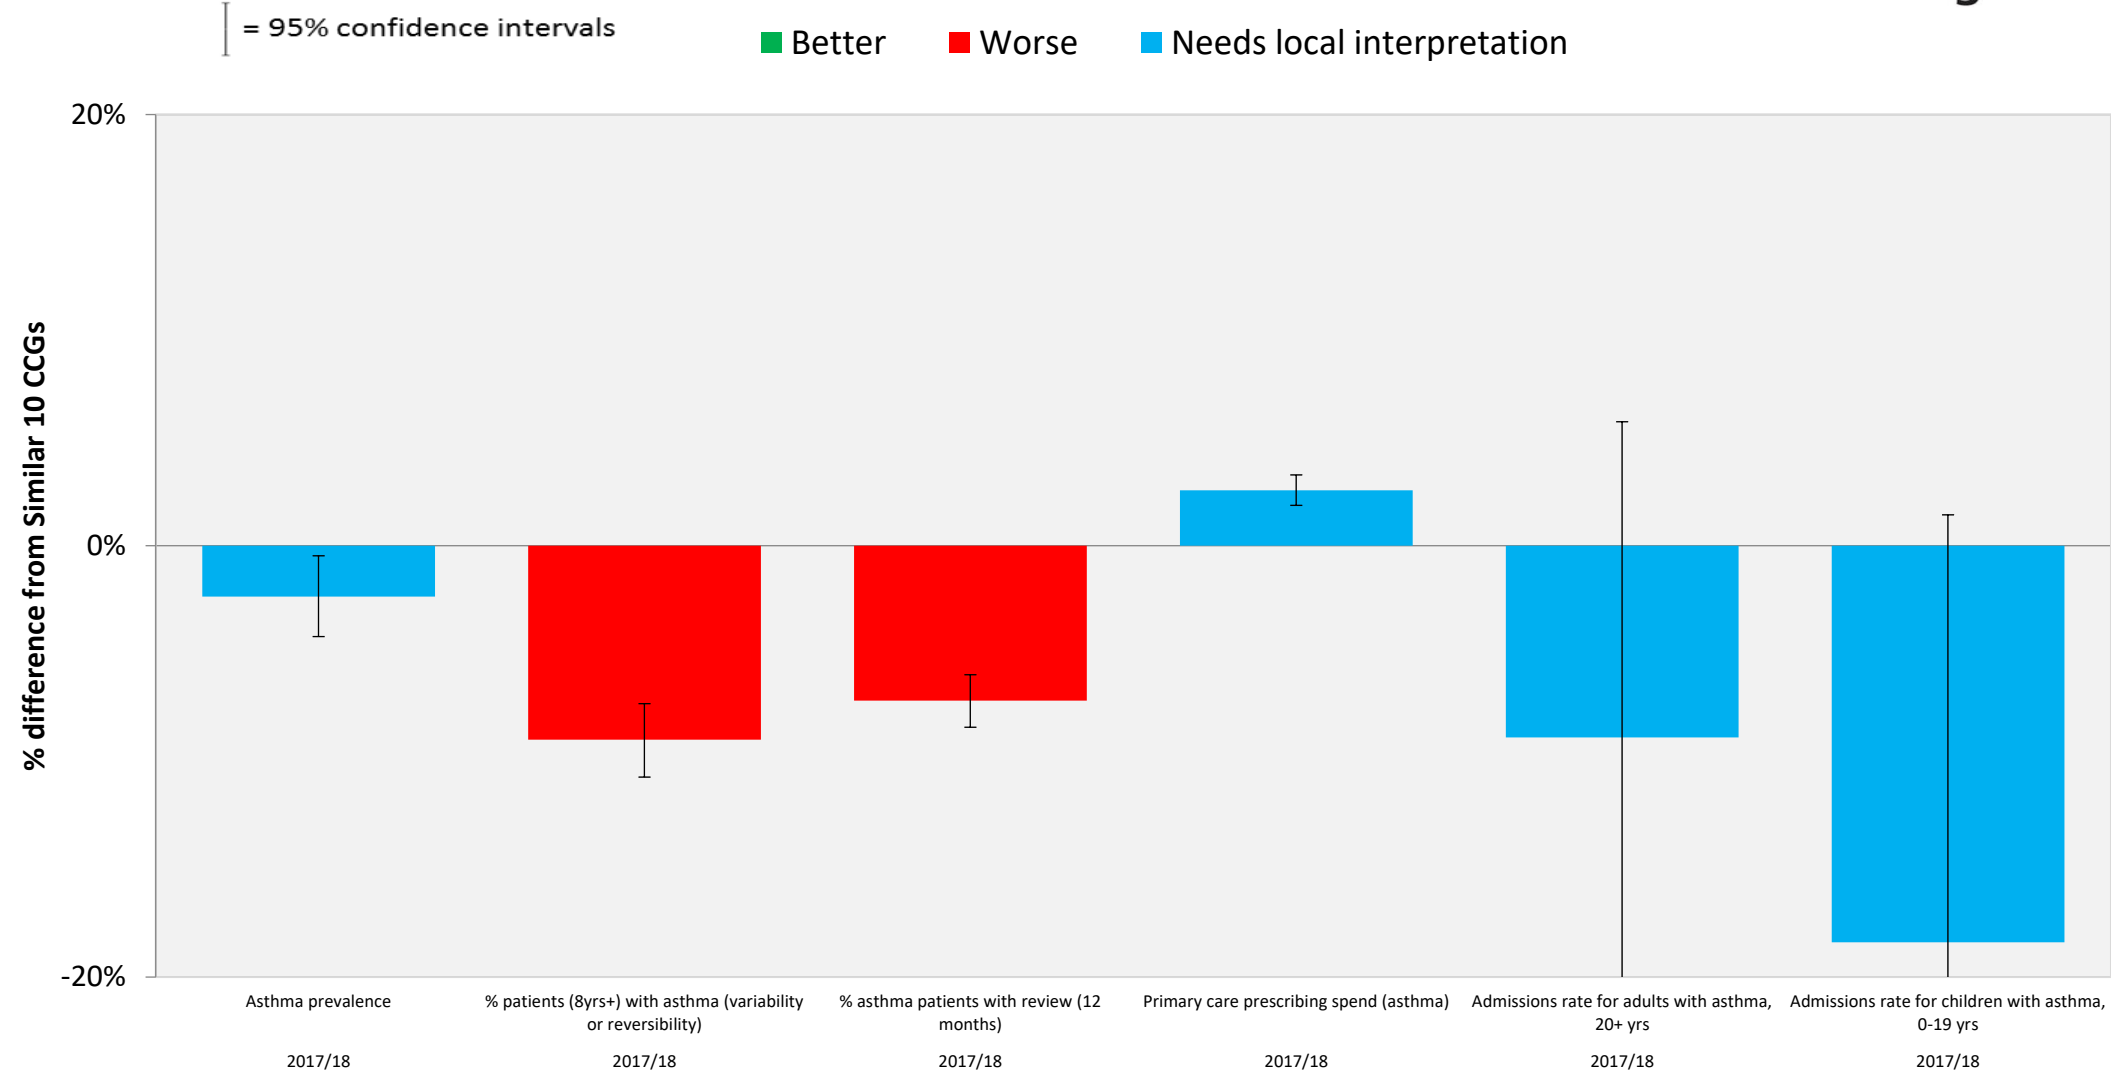 = 95% confidence intervals
Better Worse Needs local interpretation
20%
0%
-20%
% difference from Similar 10 CCGs
Asthma prevalence
2017/18
% patients (8yrs+) with asthma (variability
or reversibility)
2017/18
% asthma patients with review (12
months)
2017/18
Primary care prescribing spend (asthma)
2017/18
Admissions rate for adults with asthma,
20+ yrs
2017/18
Admissions rate for children with asthma,
0-19 yrs
2017/18